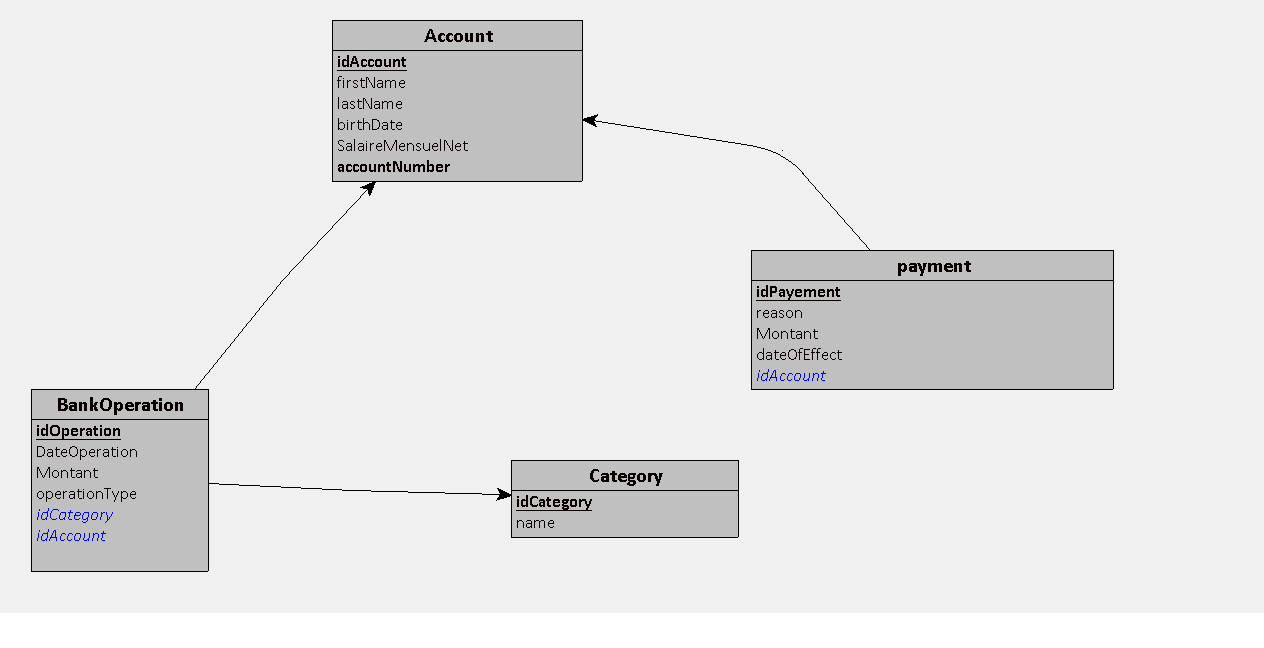 Account
idAccount
firstName
lastName
birthDate
SalaireMensuelNet
accountNumber
payment
idPayement
reason
Montant
dateOfEffect
idAccount
BankOperation
idOperation
DateOperation
Montant
operationType
idCategory
idAccount
Category
idCategory
name